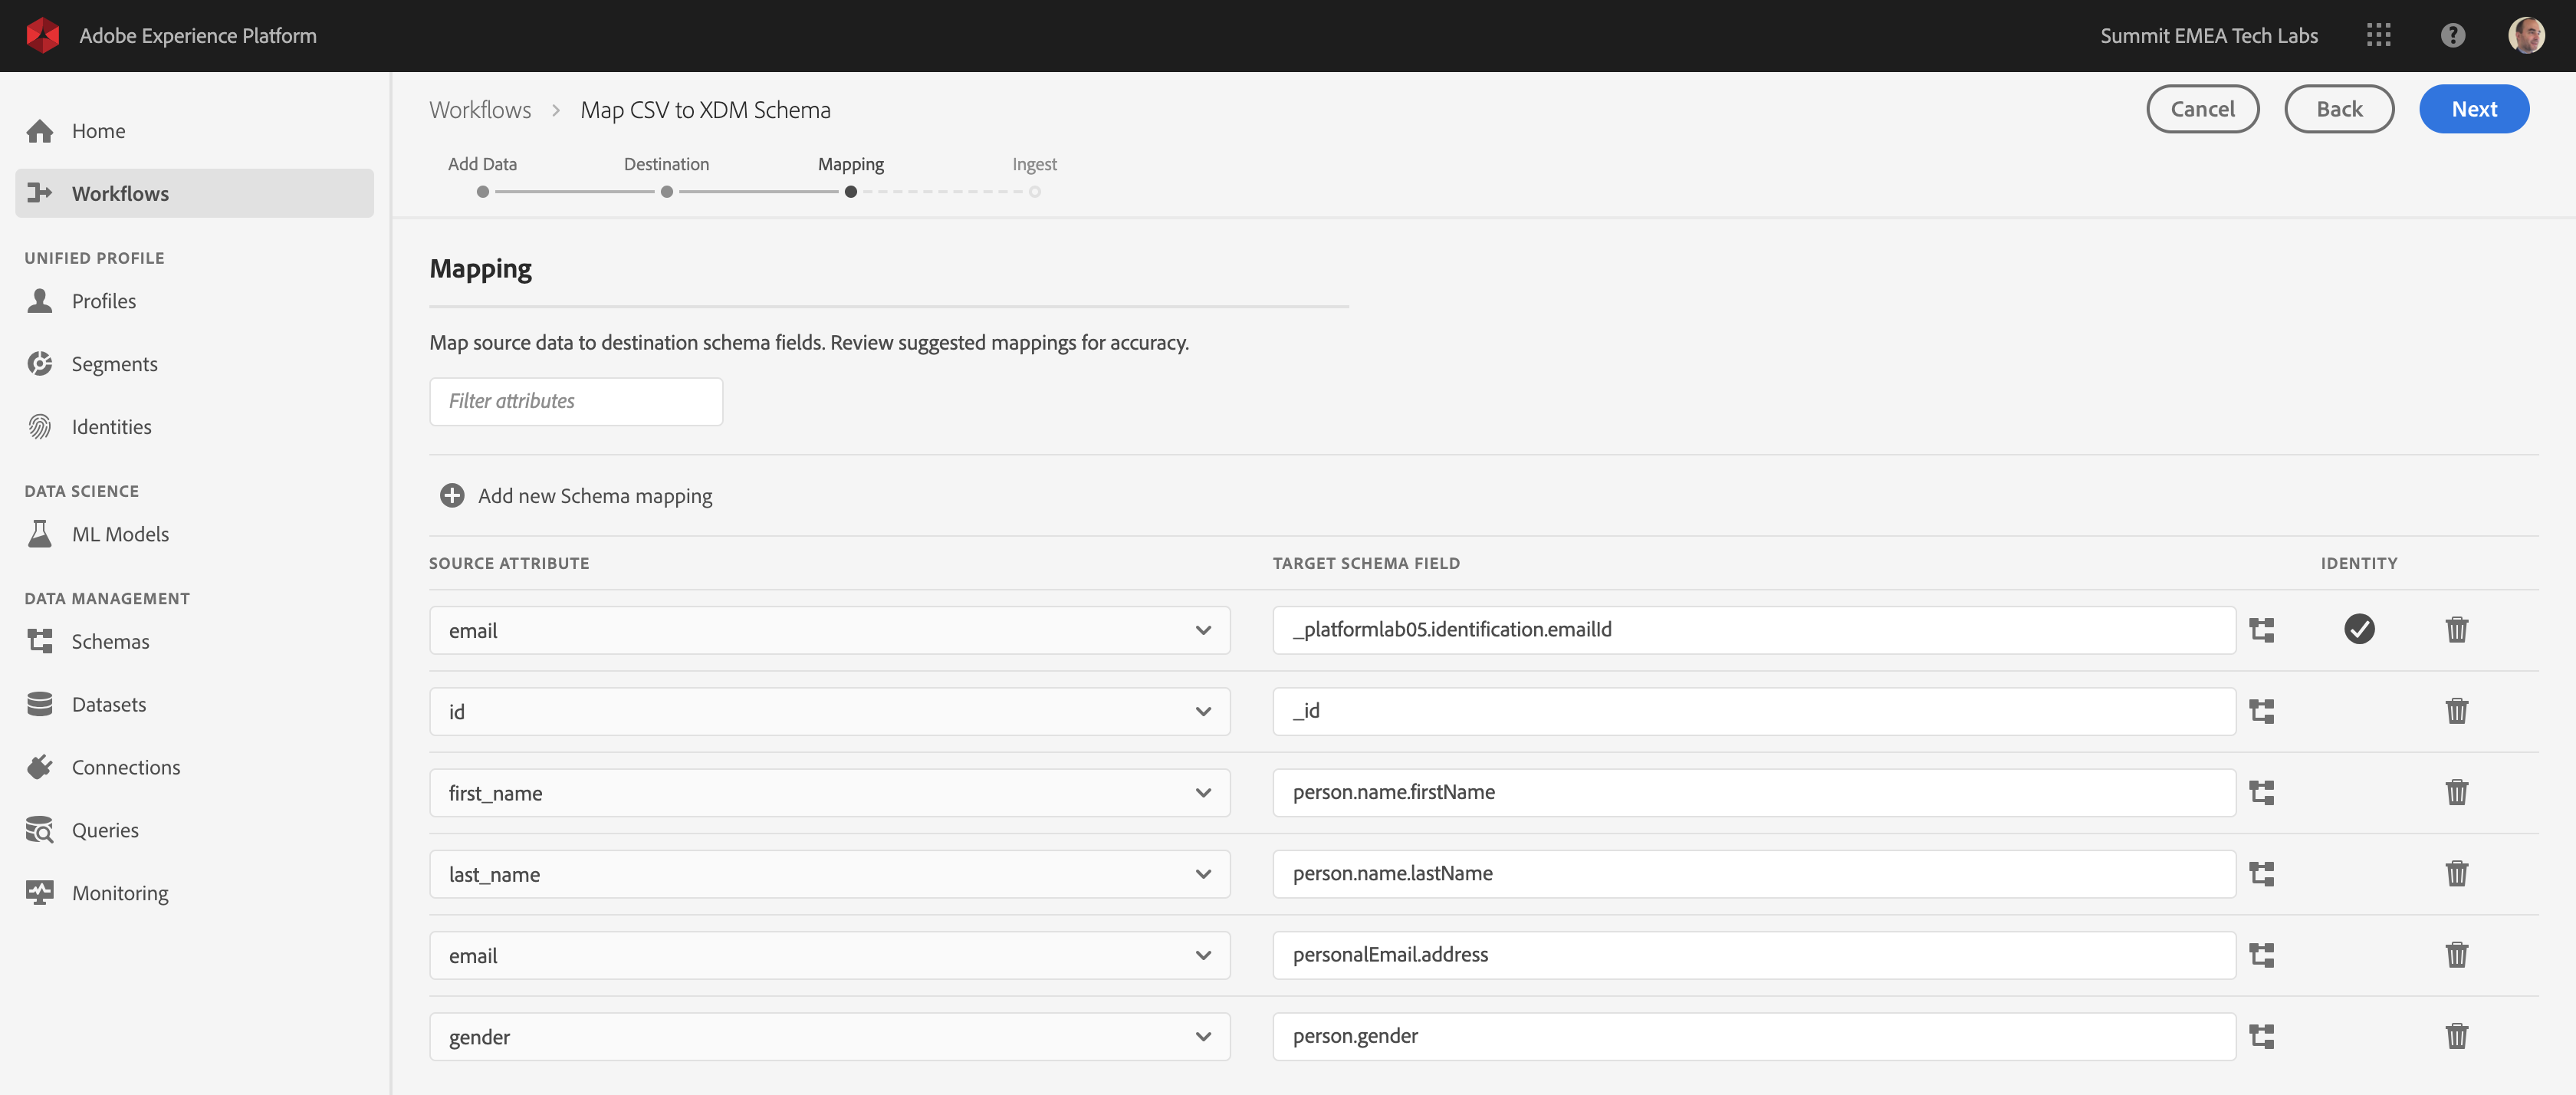 Adobe Experience Platform
Summit EMEA Tech Labs
?
Home
Workflows
UNIFIED PROFILE
Profiles
Segments
Identities
DATA SCIENCE
ML Models
DATA MANAGEMENT
Schemas
Datasets
Connections
Queries
Monitoring
Workflows > Map CSV to XDM Schema
Cancel
Back
Next
Add Data
Destination
Mapping
Ingest
Mapping
Map source data to destination schema fields. Review suggested mappings for accuracy.
Filter attributes
Add new Schema mapping
SOURCE ATTRIBUTE
TARGET SCHEMA FIELD
IDENTITY
email
_platformlab05.identification.emailId
id
_id
first_name
person.name.firstName
last_name
person.name.lastName
email
personalEmail.address
gender
person.gender